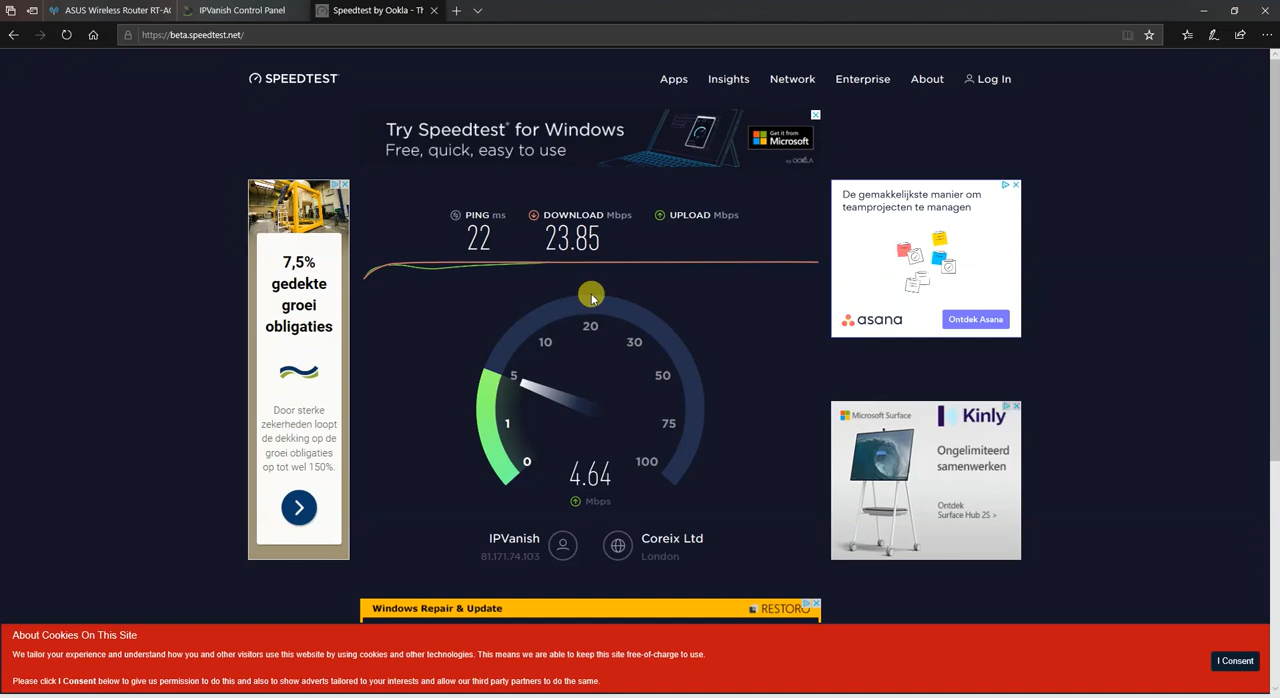 ASUS Wireless Router RT-AC
IPVanish Control Panel
Speedtest by Ookla - Th
https://beta.speedtest.net/
SPEEDTEST
Apps
Insights
Network
Enterprise
About
Log In
Try Speedtest® for Windows
Free, quick, easy to use
Get it from
Microsoft
by OOKLA
7,5%
gedekte
groei
obligaties
Door sterke
zekerheden loopt
de dekking op de
groei obligaties
op tot wel 150%.
PING ms
22
DOWNLOAD Mbps
23.85
UPLOAD Mbps
0
1
5
10
20
30
50
75
100
4.64
Mbps
IPVanish
81.171.74.103
Coreix Ltd
London
De gemakkelijkste manier om
teamprojecten te managen
asana
Ontdek Asana
Microsoft Surface
Kinly
Ongelimiteerd
samenwerken
Ontdek
Surface Hub 2S >
Windows Repair & Update
RESTORO
About Cookies On This Site
We tailor your experience and understand how you and other visitors use this website by using cookies and other technologies. This means we are able to keep this site free-of-charge to use.
Please click I Consent below to give us permission to do this and also to show adverts tailored to your interests and allow our third party partners to do the same.
I Consent